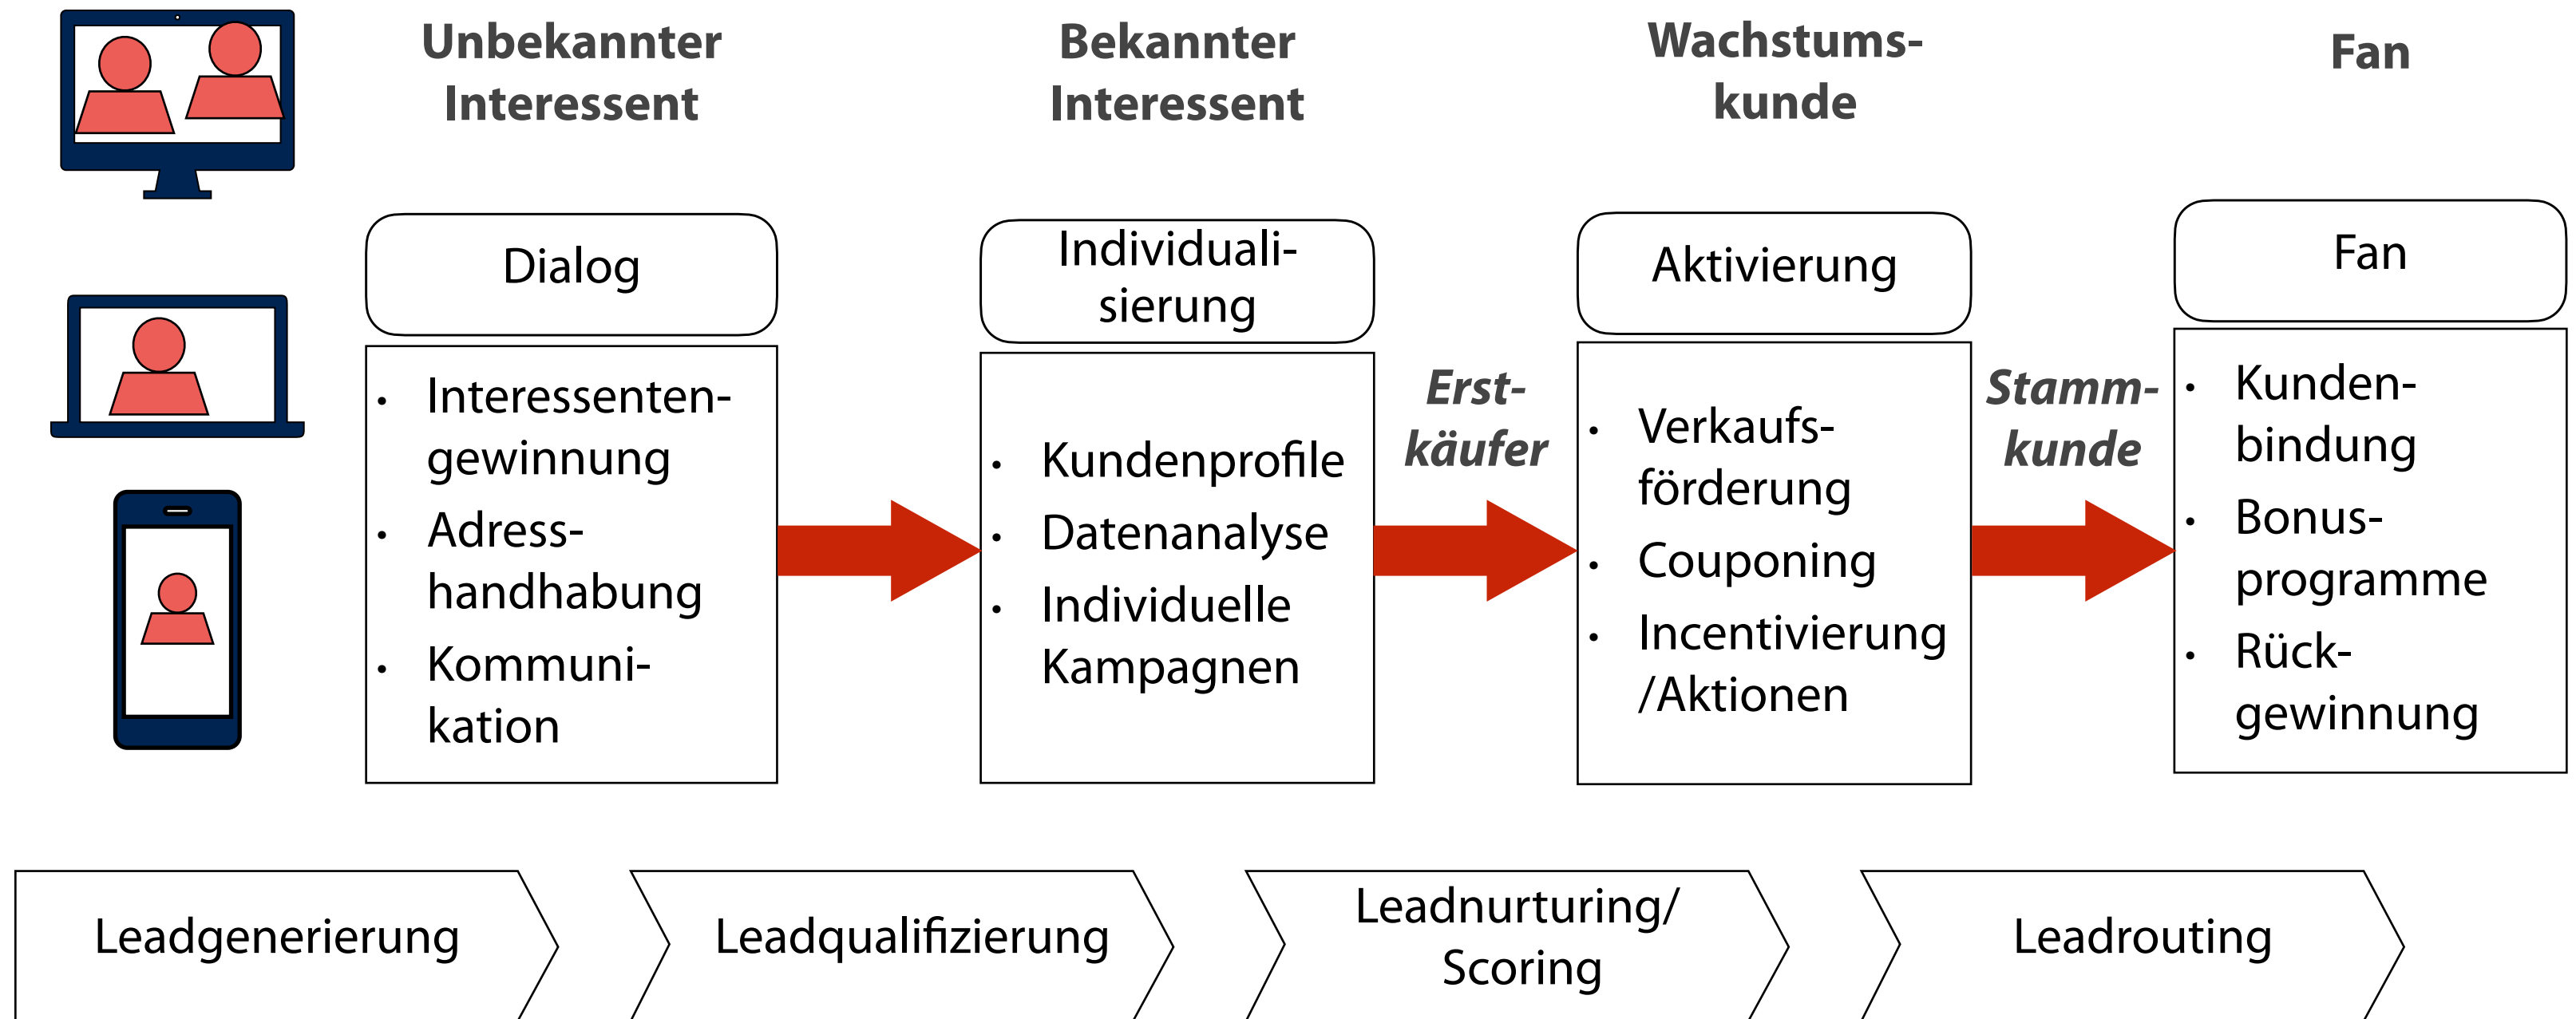 Unbekannter
Interessent
Bekannter
Interessent
Wachstums-
kunde
Fan
Dialog
• Interessenten-
gewinnung
• Adress-
handhabung
• Kommuni-
kation
Individuali-
sierung
• Kundenprofile
• Datenanalyse
• Individuelle
Kampagnen
Erst-
käufer
Aktivierung
• Verkaufs-
förderung
• Couponing
• Incentivierung
/Aktionen
Stamm-
kunde
Fan
• Kunden-
bindung
• Bonus-
programme
• Rück-
gewinnung
Leadgenerierung
Leadqualifizierung
Leadnurturing/
Scoring
Leadrouting